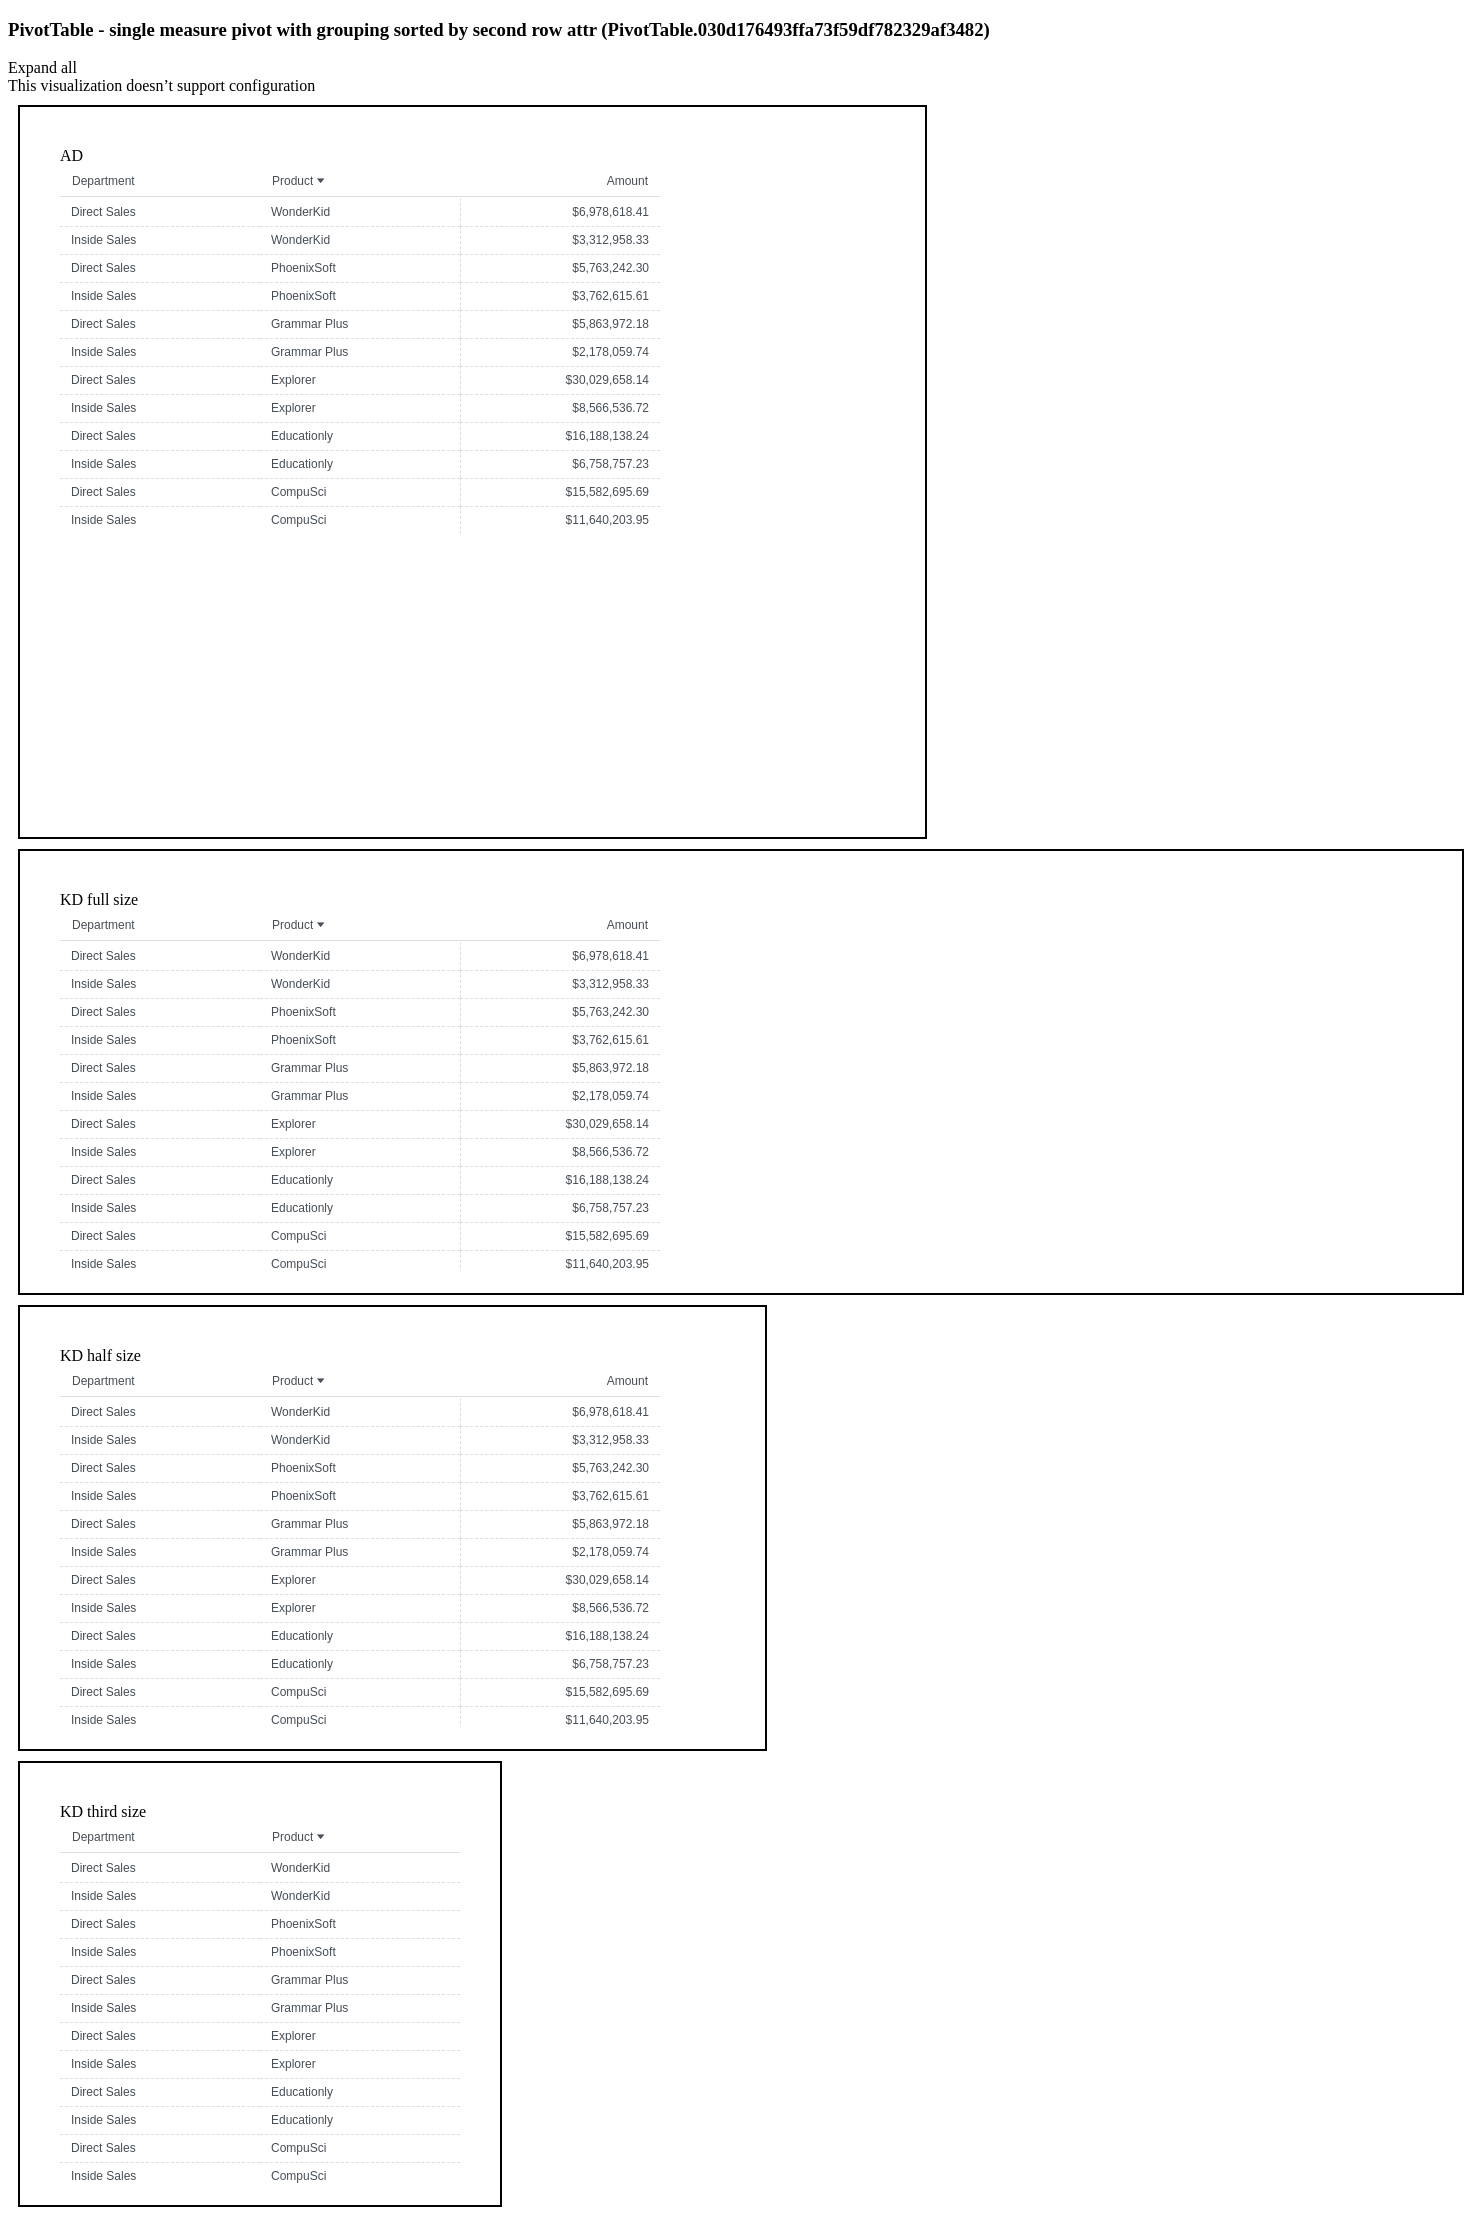 PivotTable - single measure pivot with grouping sorted by second row attr (PivotTable.030d176493ffa73f59df782329af3482)
Expand all
This visualization doesn’t support configuration
AD
Department Product Amount
Direct Sales WonderKid $6,978,618.41
Inside Sales WonderKid $3,312,958.33
Direct Sales PhoenixSoft $5,763,242.30
Inside Sales PhoenixSoft $3,762,615.61
Direct Sales Grammar Plus $5,863,972.18
Inside Sales Grammar Plus $2,178,059.74
Direct Sales Explorer $30,029,658.14
Inside Sales Explorer $8,566,536.72
Direct Sales Educationly $16,188,138.24
Inside Sales Educationly $6,758,757.23
Direct Sales CompuSci $15,582,695.69
Inside Sales CompuSci $11,640,203.95
KD full size
Department Product Amount
Direct Sales WonderKid $6,978,618.41
Inside Sales WonderKid $3,312,958.33
Direct Sales PhoenixSoft $5,763,242.30
Inside Sales PhoenixSoft $3,762,615.61
Direct Sales Grammar Plus $5,863,972.18
Inside Sales Grammar Plus $2,178,059.74
Direct Sales Explorer $30,029,658.14
Inside Sales Explorer $8,566,536.72
Direct Sales Educationly $16,188,138.24
Inside Sales Educationly $6,758,757.23
Direct Sales CompuSci $15,582,695.69
Inside Sales CompuSci $11,640,203.95
KD half size
Department Product Amount
Direct Sales WonderKid $6,978,618.41
Inside Sales WonderKid $3,312,958.33
Direct Sales PhoenixSoft $5,763,242.30
Inside Sales PhoenixSoft $3,762,615.61
Direct Sales Grammar Plus $5,863,972.18
Inside Sales Grammar Plus $2,178,059.74
Direct Sales Explorer $30,029,658.14
Inside Sales Explorer $8,566,536.72
Direct Sales Educationly $16,188,138.24
Inside Sales Educationly $6,758,757.23
Direct Sales CompuSci $15,582,695.69
Inside Sales CompuSci $11,640,203.95
KD third size
Department Product
Direct Sales WonderKid
Inside Sales WonderKid
Direct Sales PhoenixSoft
Inside Sales PhoenixSoft
Direct Sales Grammar Plus
Inside Sales Grammar Plus
Direct Sales Explorer
Inside Sales Explorer
Direct Sales Educationly
Inside Sales Educationly
Direct Sales CompuSci
Inside Sales CompuSci